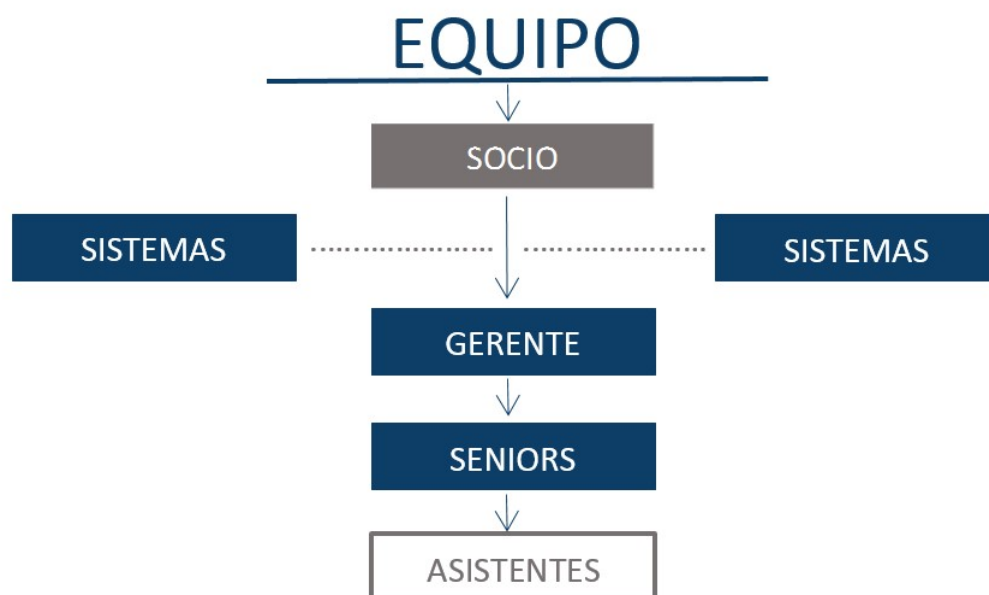 EQUIPO
SOCIO
SISTEMAS
SISTEMAS
GERENTE
SENIORS
ASISTENTES